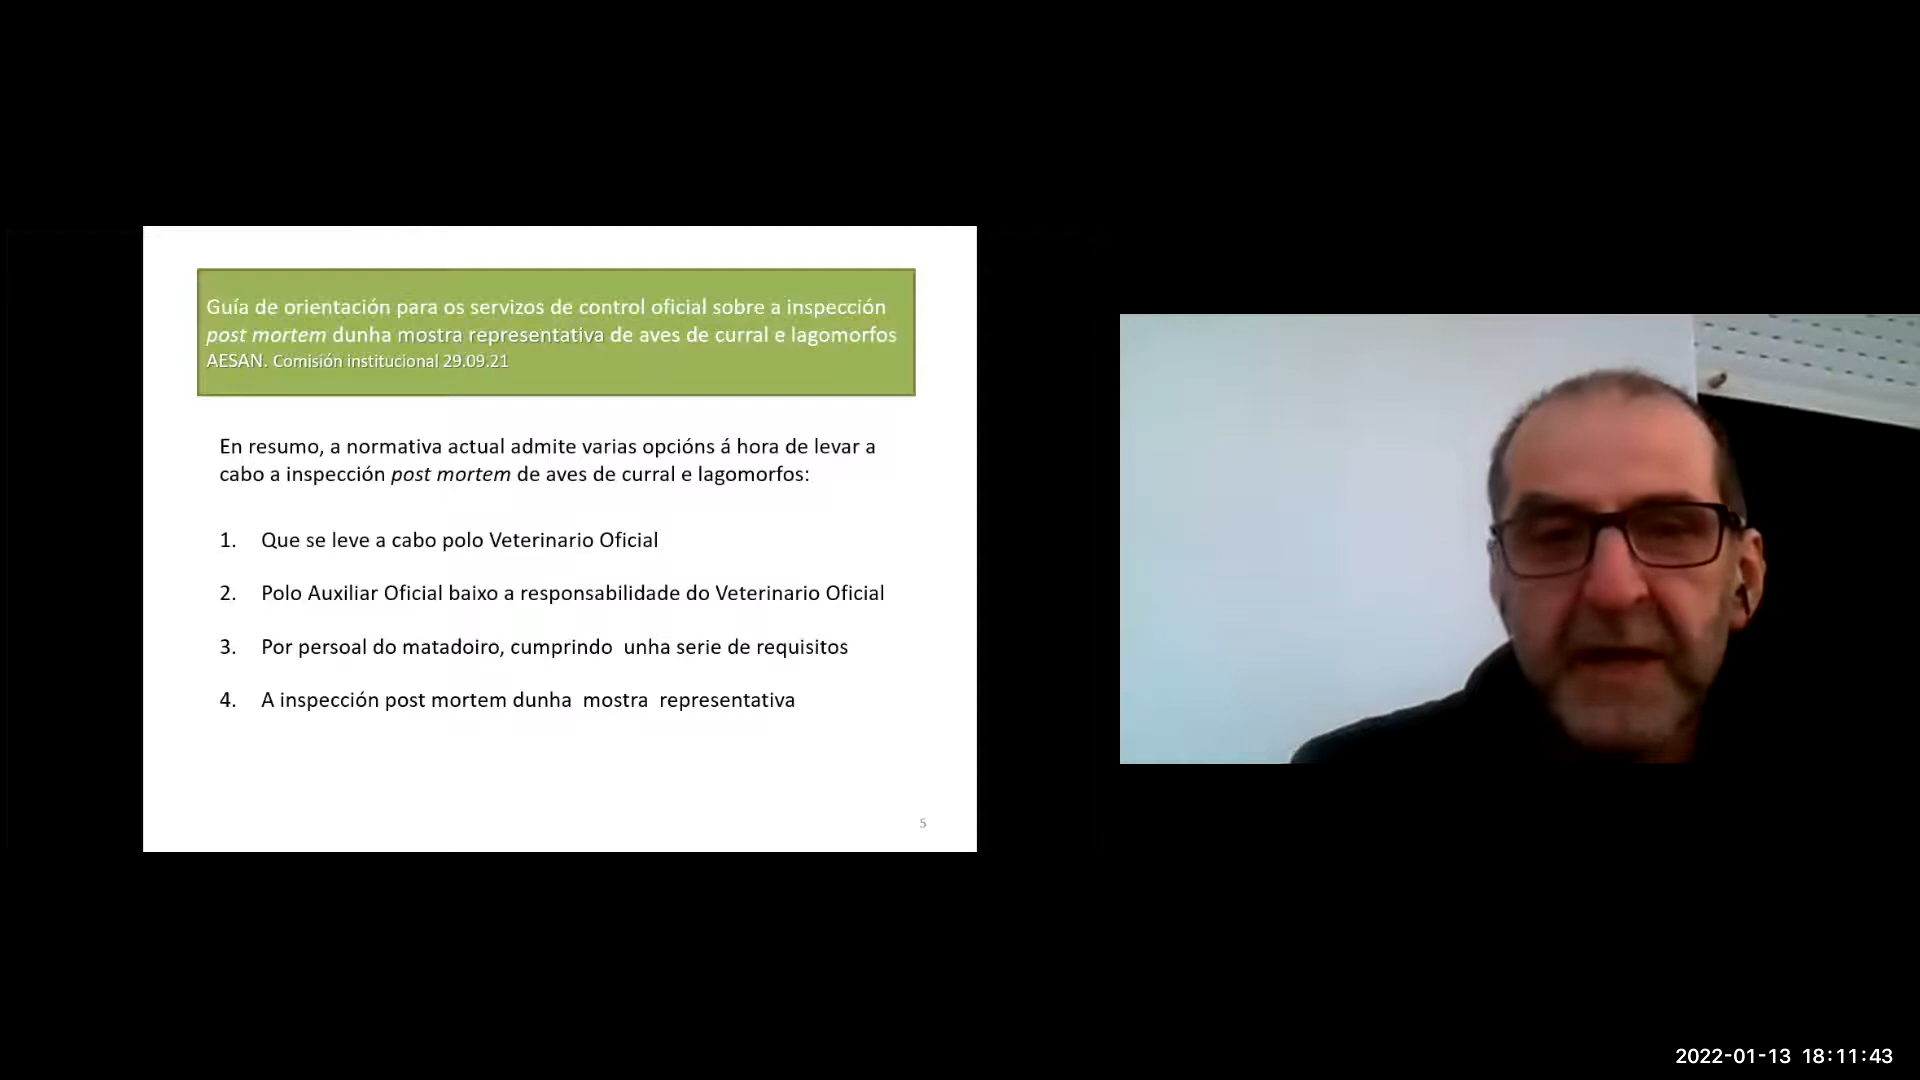 Guía de orientación para os servizos de control oficial sobre a inspección
post mortem dunha mostra representativa de aves de curral e lagomorfos
AESAN. Comisión institucional 29.09.21
En resumo, a normativa actual admite varias opcións á hora de levar a
cabo a inspección post mortem de aves de curral e lagomorfos:
1. Que se leve a cabo polo Veterinario Oficial
2. Polo Auxiliar Oficial baixo a responsabilidade do Veterinario Oficial
3. Por persoal do matadoiro, cumprindo unha serie de requisitos
4. A inspección post mortem dunha mostra representativa
5
2022-01-13 18:11:43